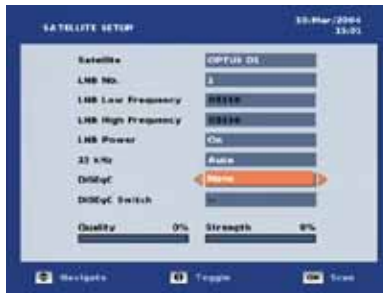 SATELLITE SETUP
10.Mar/2004
15:01
Satellite OPTUS D1
LNB No. 1
LNB Low Frequency
LNB High Frequency
LNB Power On
22 kHz Auto
DiSEqC None
DiSEqC Switch
Quality 0% Strength 0%
Navigate Toggle OK Scan